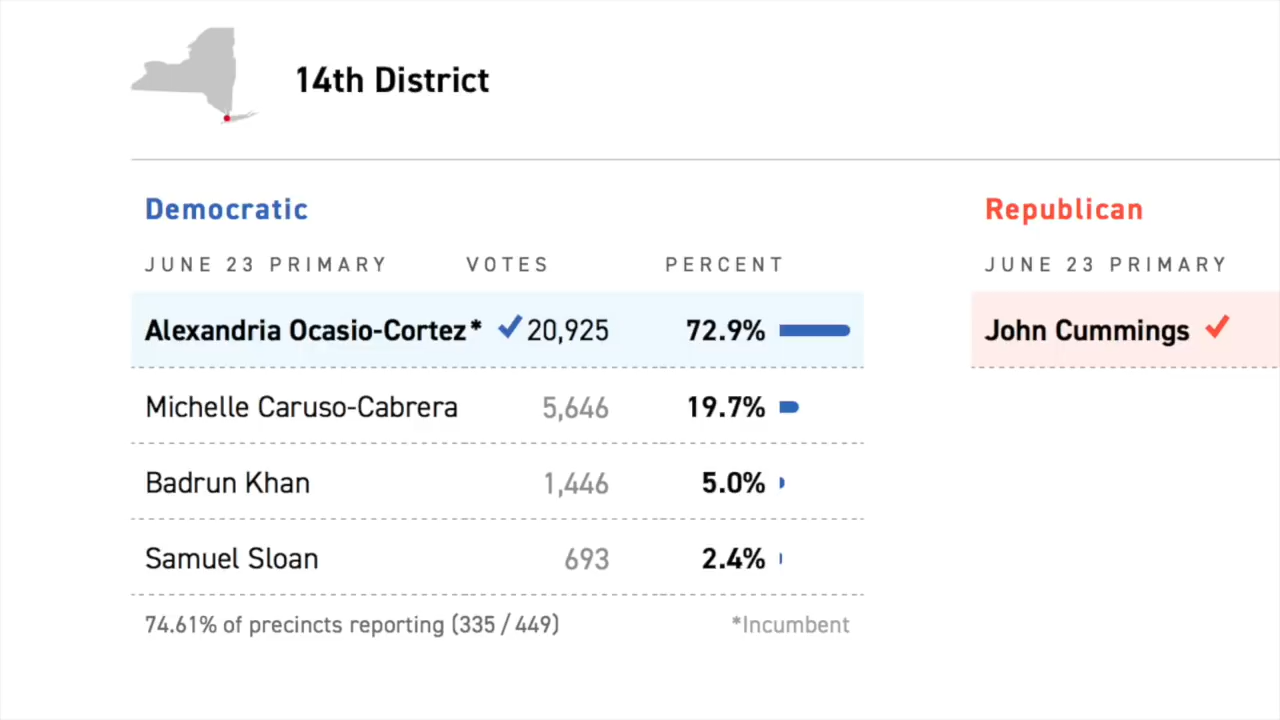 14th District
Democratic
JUNE 23 PRIMARY VOTES PERCENT
Alexandria Ocasio-Cortez* 20,925 72.9%
Michelle Caruso-Cabrera 5,646 19.7%
Badrun Khan 1,446 5.0%
Samuel Sloan 693 2.4%
74.61% of precincts reporting (335 / 449) *Incumbent
Republican
JUNE 23 PRIMARY
John Cummings